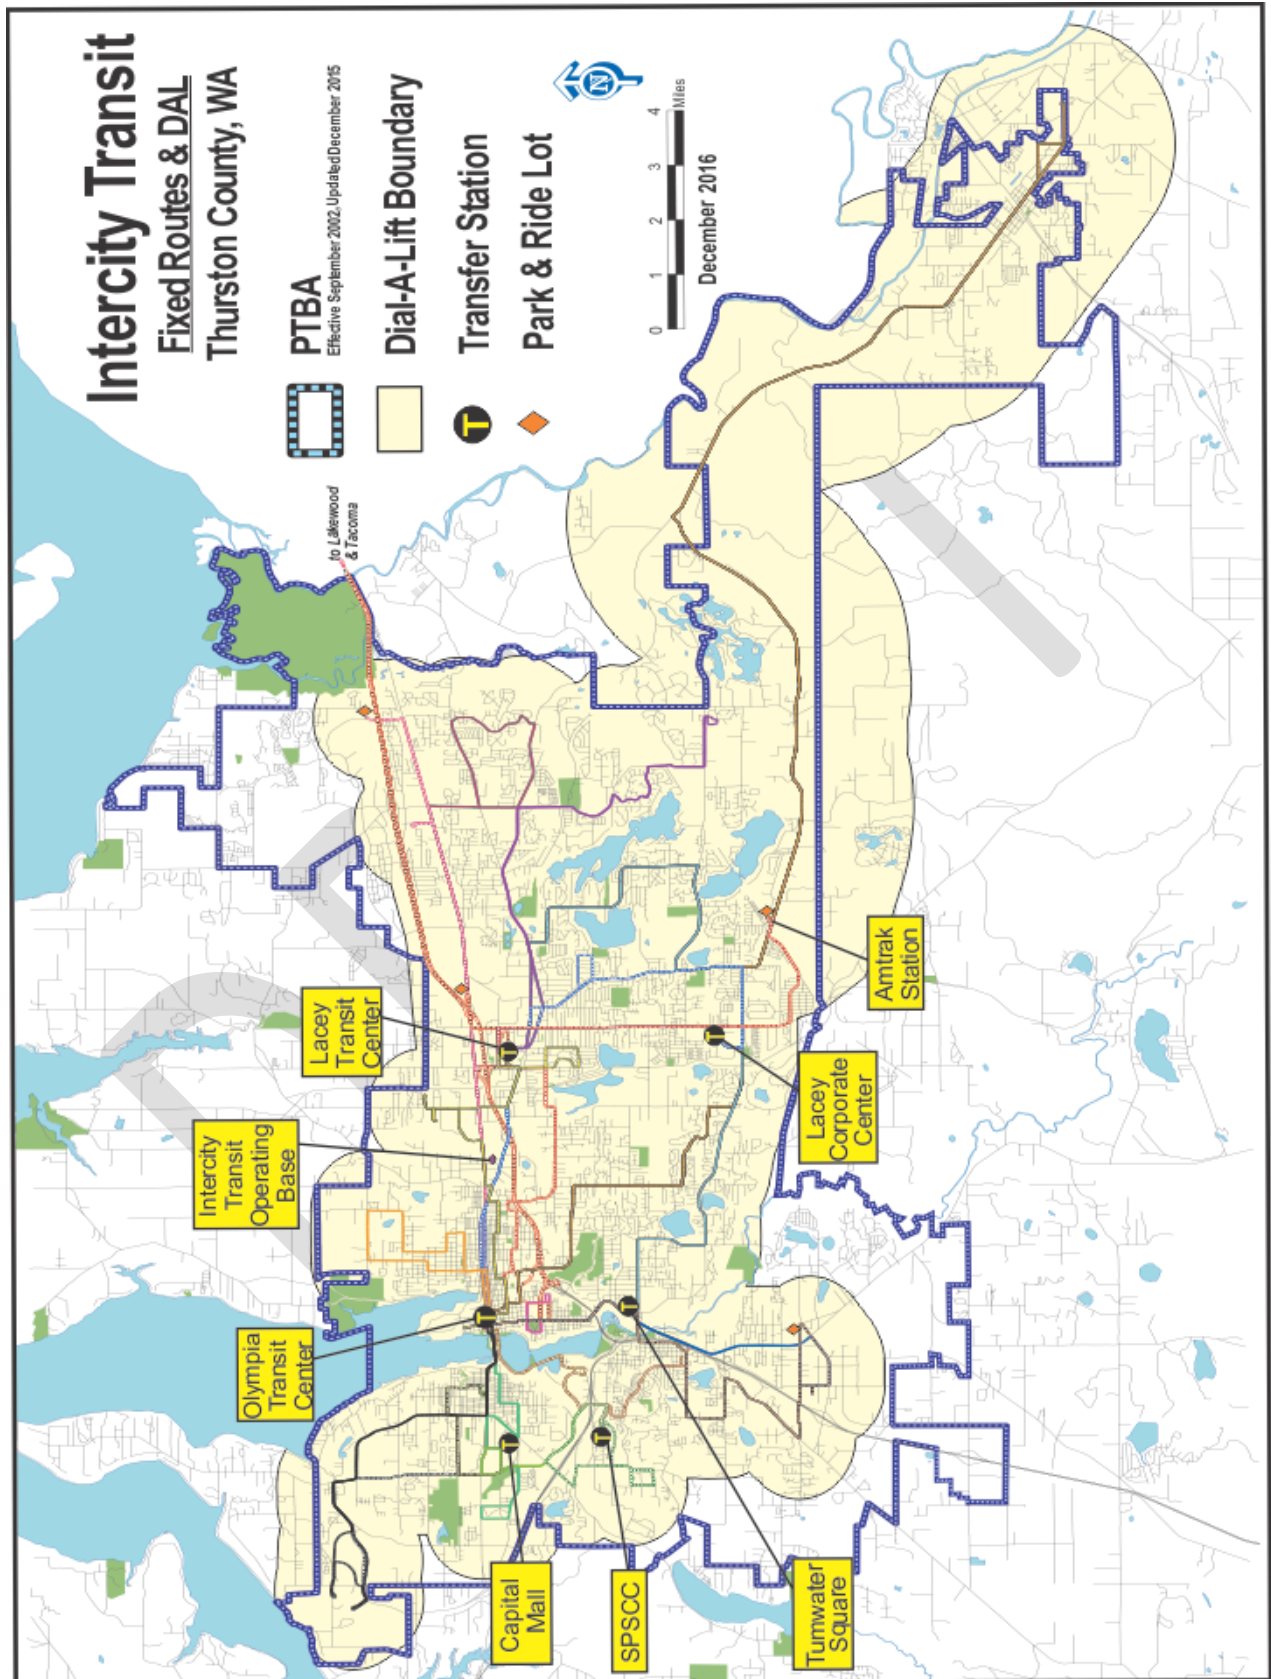 Intercity Transit
Fixed Routes & DAL
Thurston County, WA
PTBA
Effective September 2002, Updated December 2015
Dial-A-Lift Boundary
T
Transfer Station
Park & Ride Lot
N
0 1 2 3 4
Miles
December 2016
to Lakewood
& Tacoma
Lacey
Transit
Center
Intercity
Transit
Operating
Base
Olympia
Transit
Center
Capital
Mall
SPSCC
Tumwater
Square
Lacey
Corporate
Center
Amtrak
Station
T
T
T
T
T
T